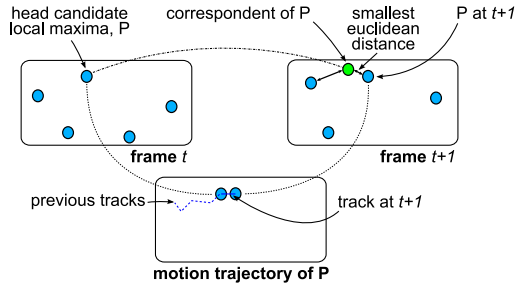 head candidate
local maxima, P
correspondent of P
smallest
euclidean
distance
P at t+1
frame t
frame t+1
previous tracks
track at t+1
motion trajectory of P